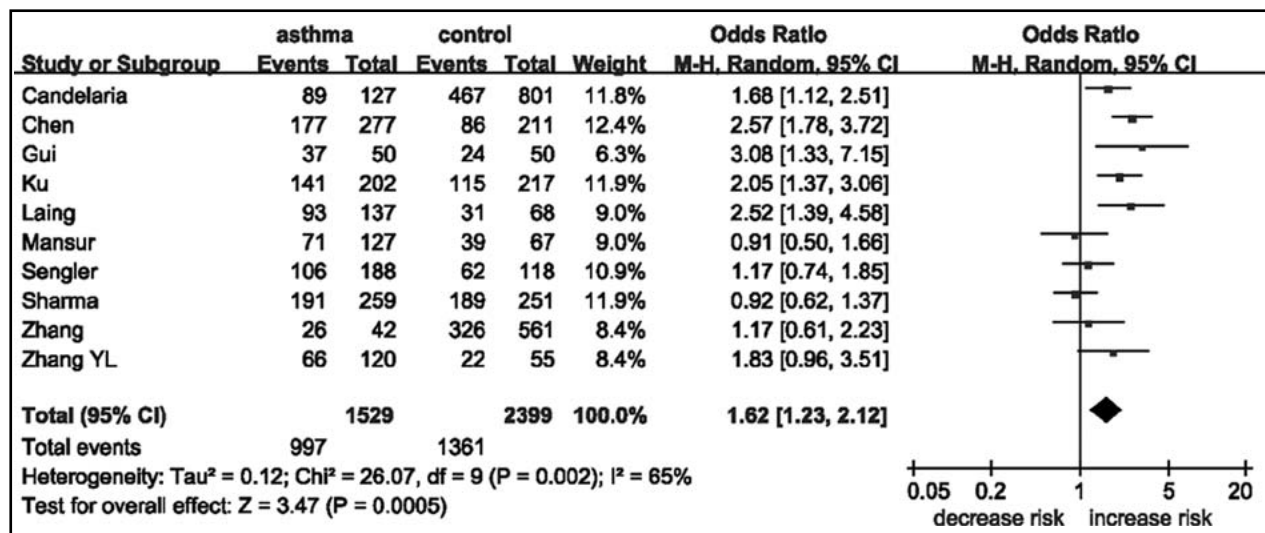 asthma control Odds Ratio Odds Ratio
Study or Subgroup Events Total Events Total Weight M-H, Random, 95% CI M-H, Random, 95% CI
Candelaria 89 127 467 801 11.8% 1.68 [1.12, 2.51]
Chen 177 277 86 211 12.4% 2.57 [1.78, 3.72]
Gui 37 50 24 50 6.3% 3.08 [1.33, 7.15]
Ku 141 202 115 217 11.9% 2.05 [1.37, 3.06]
Laing 93 137 31 68 9.0% 2.52 [1.39, 4.58]
Mansur 71 127 39 67 9.0% 0.91 [0.50, 1.66]
Sengler 106 188 62 118 10.9% 1.17 [0.74, 1.85]
Sharma 191 259 189 251 11.9% 0.92 [0.62, 1.37]
Zhang 26 42 326 561 8.4% 1.17 [0.61, 2.23]
Zhang YL 66 120 22 55 8.4% 1.83 [0.96, 3.51]
Total (95% CI) 1529 2399 100.0% 1.62 [1.23, 2.12]
Total events 997 1361
Heterogeneity: Tau² = 0.12; Chi² = 26.07, df = 9 (P = 0.002); I² = 65%
Test for overall effect: Z = 3.47 (P = 0.0005)
0.05 0.2 1 5 20
decrease risk increase risk